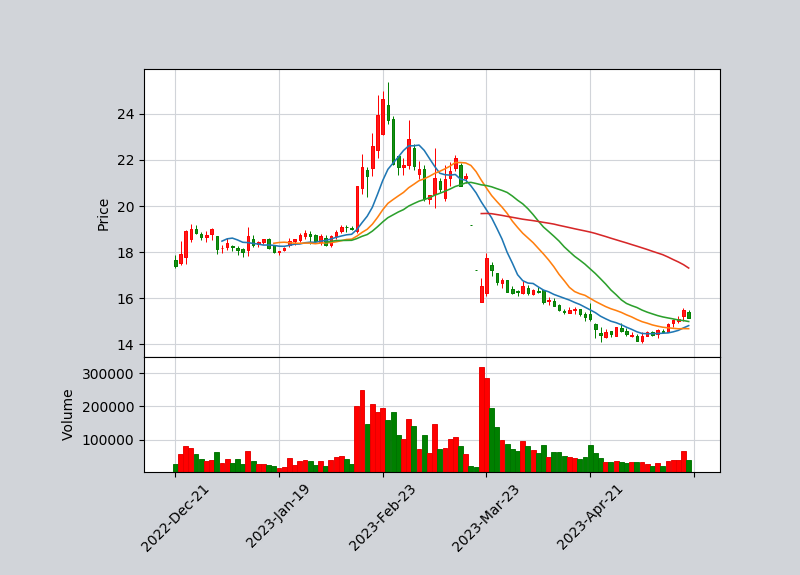 24
22
20
18
16
14
Price
300000
200000
100000
Volume
2022-Dec-21
2023-Jan-19
2023-Feb-23
2023-Mar-23
2023-Apr-21